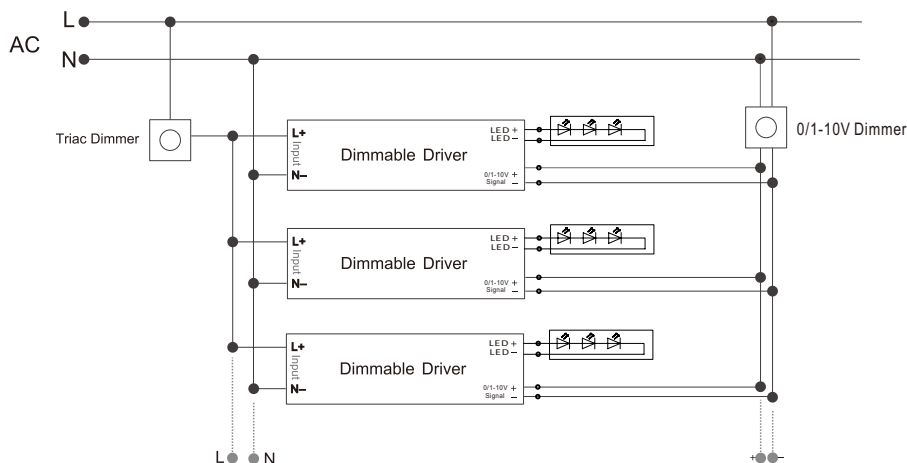 L
AC
N
Triac Dimmer
0/1-10V Dimmer
L+
Input
N–
Dimmable Driver
LED +
LED –
0/1-10V +
Signal –
L+
Input
N–
Dimmable Driver
LED +
LED –
0/1-10V +
Signal –
L+
Input
N–
Dimmable Driver
LED +
LED –
0/1-10V +
Signal –
L
N
+
–